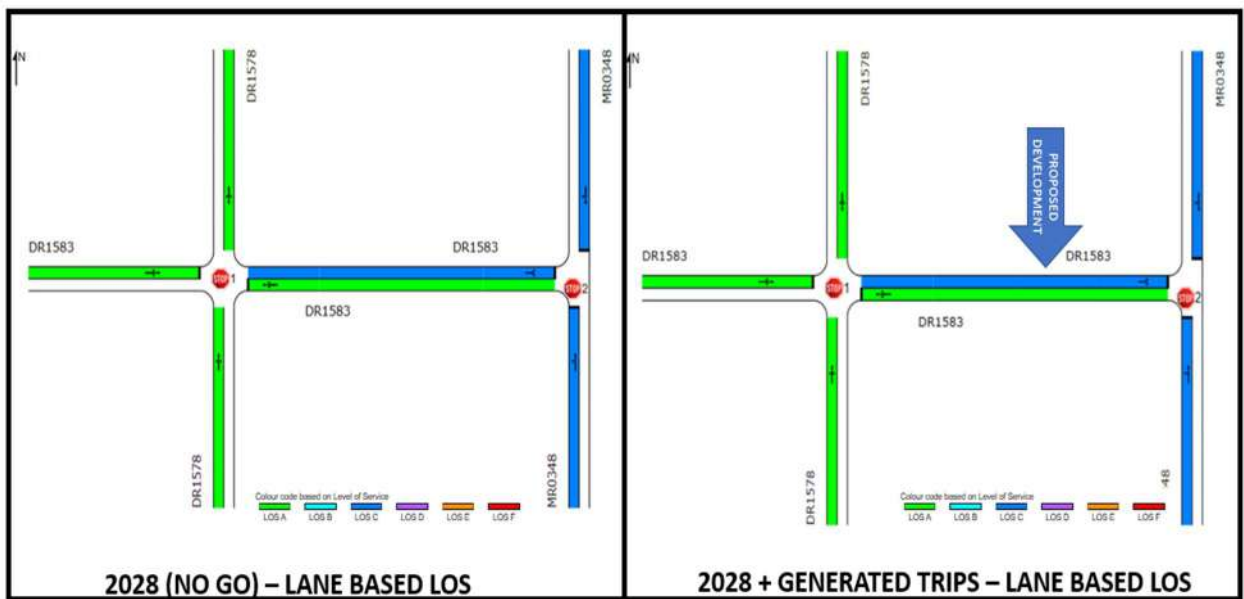 N
DR1578
MR0348
DR1583
DR1583
STOP 1
STOP 2
DR1583
DR1578
MR0348
Colour code based on Level of Service
LOS A LOS B LOS C LOS D LOS E LOS F
2028 (NO GO) – LANE BASED LOS
N
DR1578
MR0348
PROPOSED
DEVELOPMENT
DR1583
DR1583
STOP 1
STOP 2
DR1583
DR1578
-48
Colour code based on Level of Service
LOS A LOS B LOS C LOS D LOS E LOS F
2028 + GENERATED TRIPS – LANE BASED LOS